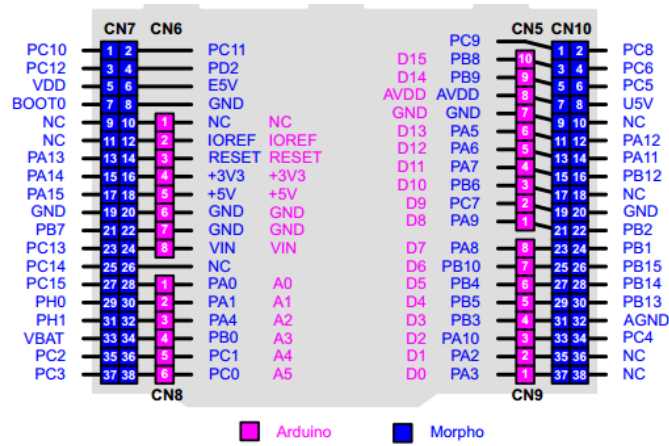 CN7 CN6 CN5 CN10
PC9
PC10 1 2 PC11 D15 PB8 10 1 2 PC8
PC12 3 4 PD2 D14 PB9 9 3 4 PC6
VDD 5 6 E5V AVDD AVDD 8 5 6 PC5
BOOT0 7 8 GND GND GND 7 7 8 U5V
NC 9 10 1 NC NC D13 PA5 6 9 10 NC
NC 11 12 2 IOREF IOREF D12 PA6 5 11 12 PA12
PA13 13 14 3 RESET RESET D11 PA7 4 13 14 PA11
PA14 15 16 4 +3V3 +3V3 D10 PB6 3 15 16 PB12
PA15 17 18 5 +5V +5V D9 PC7 2 17 18 NC
GND 19 20 6 GND GND D8 PA9 1 19 20 GND
PB7 21 22 7 GND GND 21 22 PB2
PC13 23 24 8 VIN VIN D7 PA8 8 23 24 PB1
PC14 25 26 NC D6 PB10 7 25 26 PB15
PC15 27 28 1 PA0 A0 D5 PB4 6 27 28 PB14
PH0 29 30 2 PA1 A1 D4 PB5 5 29 30 PB13
PH1 31 32 3 PA4 A2 D3 PB3 4 31 32 AGND
VBAT 33 34 4 PB0 A3 D2 PA10 3 33 34 PC4
PC2 35 36 5 PC1 A4 D1 PA2 2 35 36 NC
PC3 37 38 6 PC0 A5 D0 PA3 1 37 38 NC
CN8 CN9
Arduino Morpho